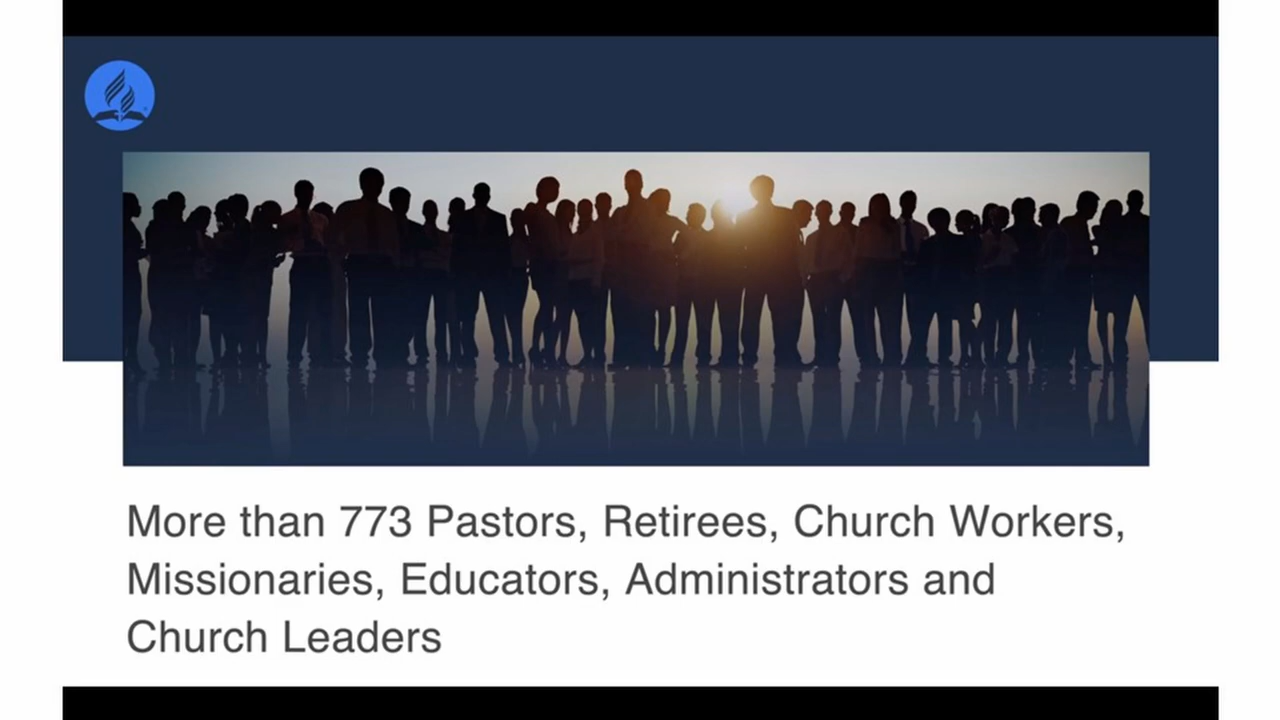 More than 773 Pastors, Retirees, Church Workers,
Missionaries, Educators, Administrators and
Church Leaders